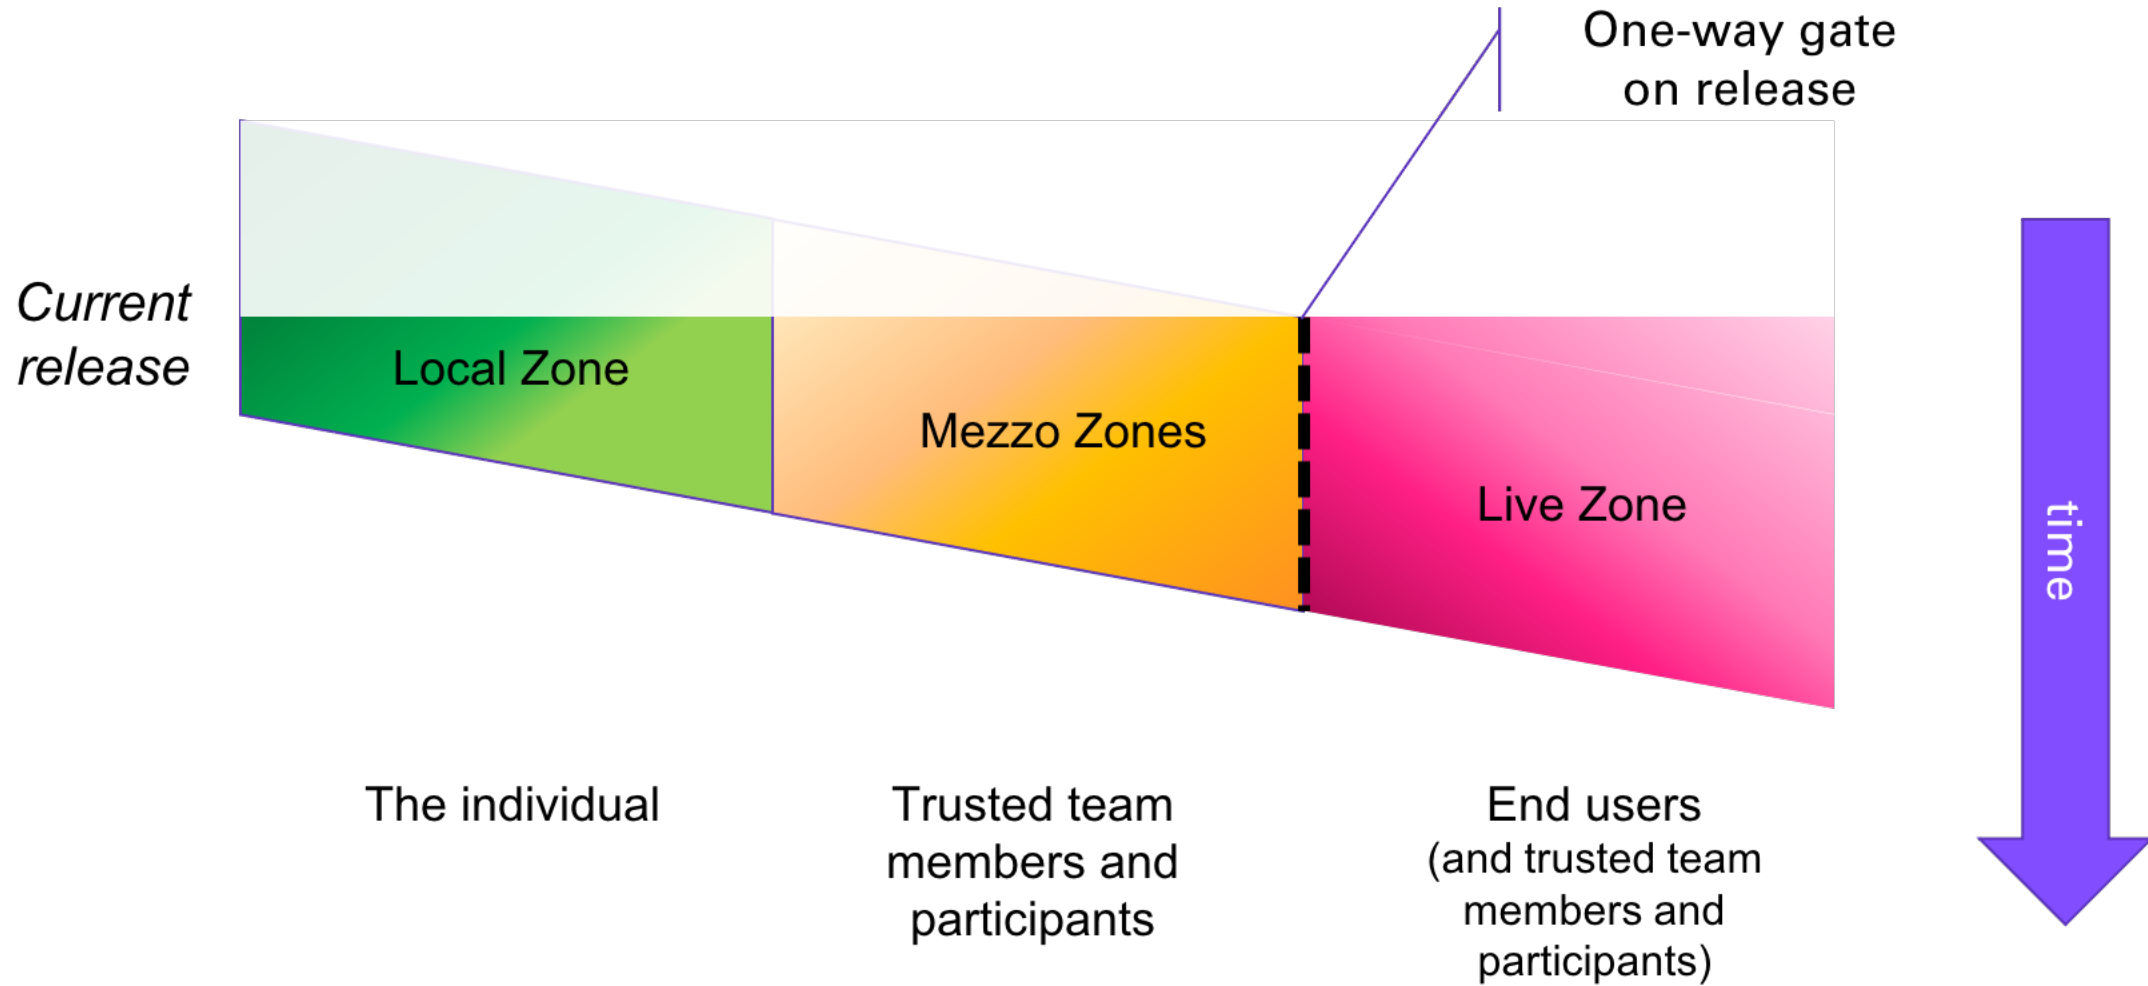 One-way gate
on release
Current
release
Local Zone
Mezzo Zones
Live Zone
time
The individual
Trusted team
members and
participants
End users
(and trusted team
members and
participants)